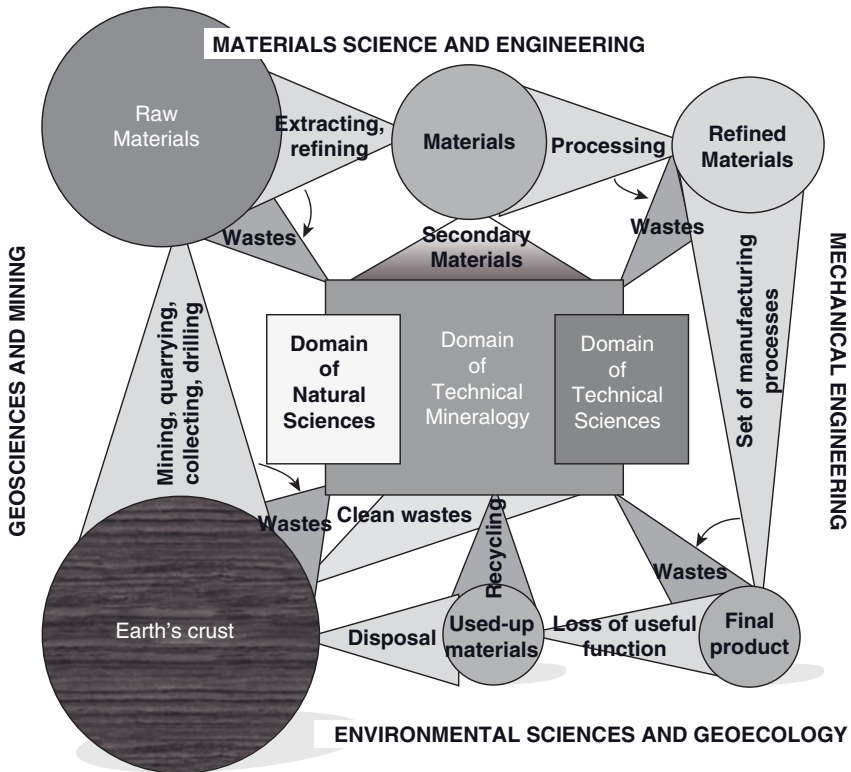 MATERIALS SCIENCE AND ENGINEERING
Raw
Materials
Extracting,
refining
Materials
Processing
Refined
Materials
Wastes
Secondary
Materials
Wastes
GEOSCIENCES AND MINING
Mining, quarrying,
collecting, drilling
Domain
of
Natural
Sciences
Domain
of
Technical
Mineralogy
Domain
of
Technical
Sciences
Set of manufacturing
processes
MECHANICAL ENGINEERING
Wastes
Clean wastes
Recycling
Wastes
Earth's crust
Disposal
Used-up
materials
Loss of useful
function
Final
product
ENVIRONMENTAL SCIENCES AND GEOECOLOGY